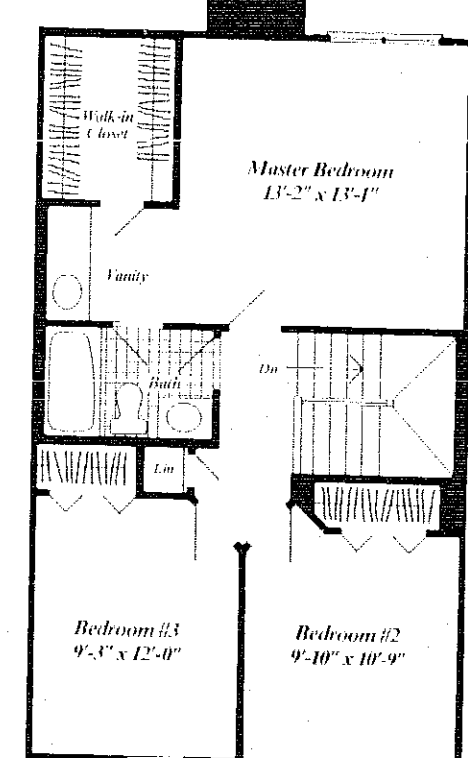 Walk-in
Closet
Master Bedroom
13'-2" x 13'-4"
Vanity
Bath
Dn
Lin
Bedroom #3
9'-3" x 12'-0"
Bedroom #2
9'-10" x 10'-9"